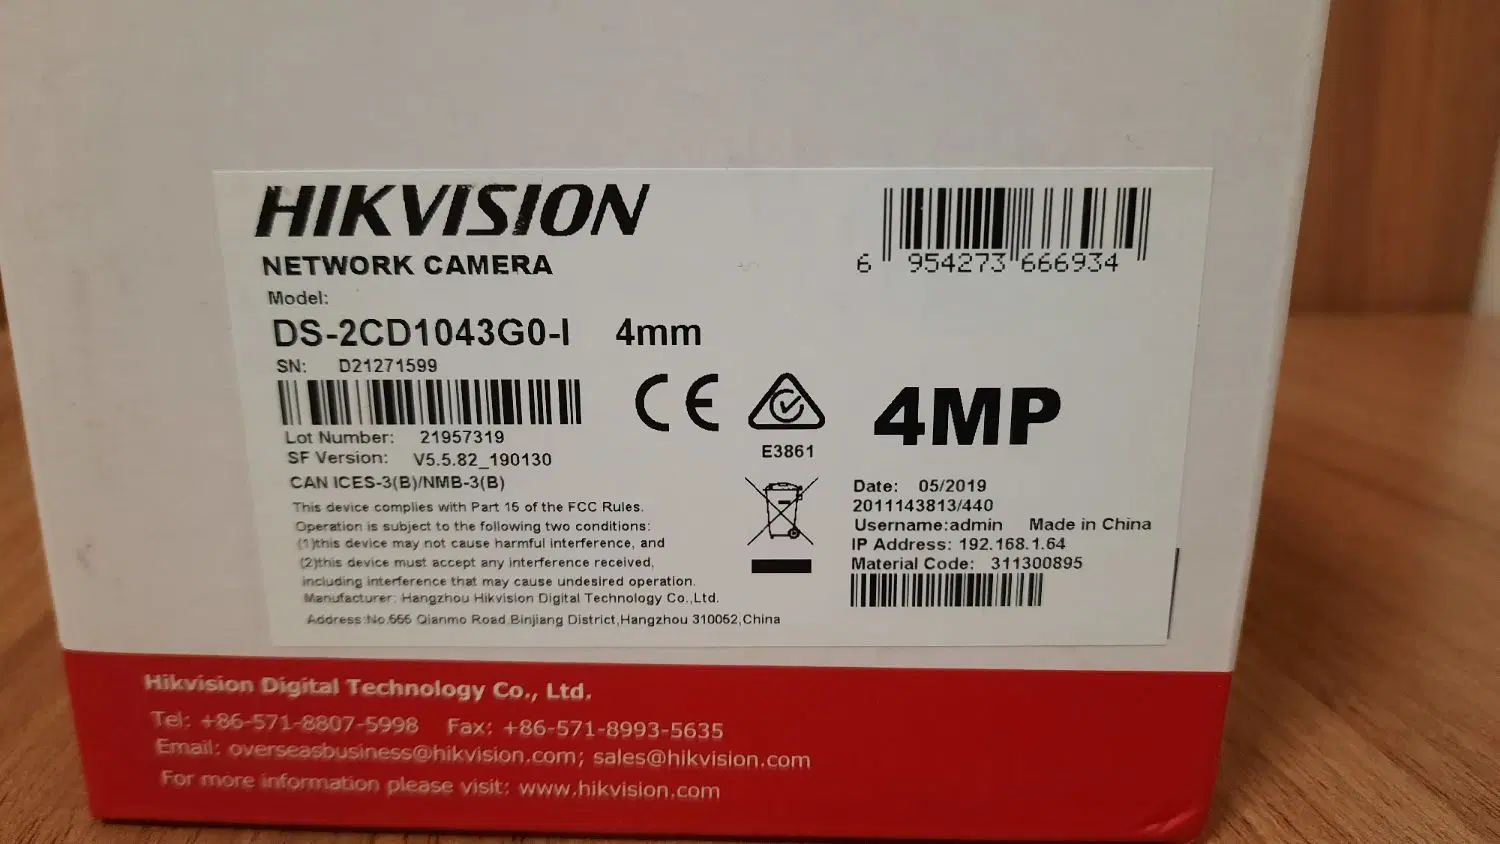 HIKVISION
NETWORK CAMERA
Model:
DS-2CD1043G0-I 4mm
SN: D21271599
Lot Number: 21957319
SF Version: V5.5.82_190130
CAN ICES-3(B)/NMB-3(B)
This device complies with Part 15 of the FCC Rules.
Operation is subject to the following two conditions:
(1)this device may not cause harmful interference, and
(2)this device must accept any interference received,
including interference that may cause undesired operation.
Manufacturer: Hangzhou Hikvision Digital Technology Co.,Ltd.
Address:No.555 Qianmo Road,Binjiang District,Hangzhou 310052,China
6 954273 666934
CE
E3861
4MP
Date: 05/2019
2011143813/440
Username:admin Made in China
IP Address: 192.168.1.64
Material Code: 311300895
Hikvision Digital Technology Co., Ltd.
Tel: +86-571-8807-5998 Fax: +86-571-8993-5635
Email: overseasbusiness@hikvision.com; sales@hikvision.com
For more information please visit: www.hikvision.com